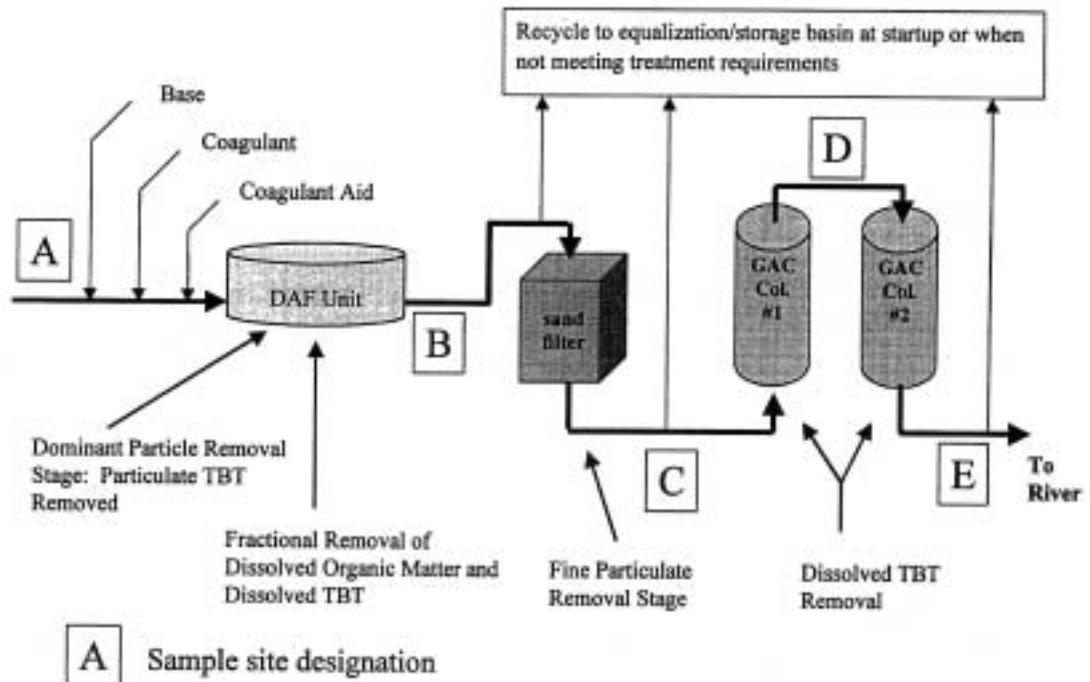 Recycle to equalization/storage basin at startup or when
not meeting treatment requirements
Base
Coagulant
Coagulant Aid
A
DAF Unit
B
sand
filter
D
GAC
Col.
#1
GAC
Col.
#2
C
E
To
River
Dominant Particle Removal
Stage: Particulate TBT
Removed
Fractional Removal of
Dissolved Organic Matter and
Dissolved TBT
Fine Particulate
Removal Stage
Dissolved TBT
Removal
A
Sample site designation